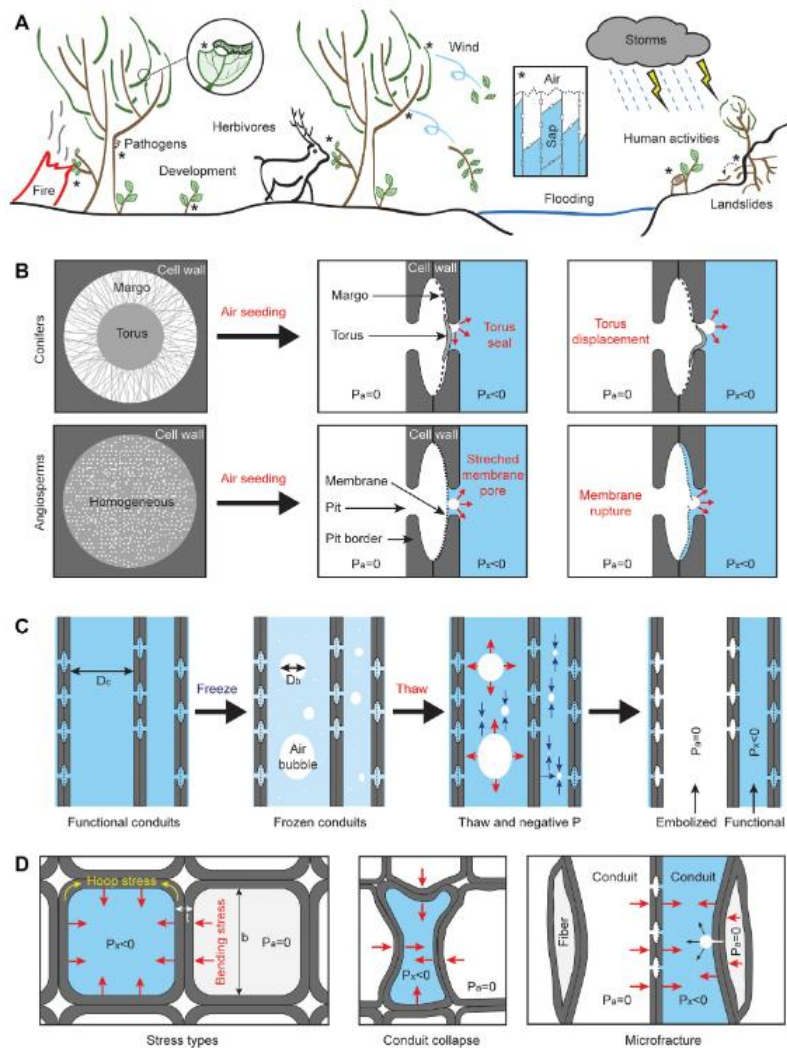 A
Wind
Storms
Air
Sap
Herbivores
Pathogens
Human activities
Development
Fire
Flooding
Landslides
B
Conifers
Cell wall
Margo
Torus
Air seeding
Cell wall
Margo
Torus
Torus
seal
Pa=0
Px<0
Torus
displacement
Pa=0
Px<0
Angiosperms
Cell wall
Homogeneous
Air seeding
Cell wall
Membrane
Pit
Pit border
Streched
membrane
pore
Pa=0
Px<0
Membrane
rupture
Pa=0
Px<0
C
Dc
Freeze
Db
Air
bubble
Thaw
Pa=0
Px<0
Functional conduits
Frozen conduits
Thaw and negative P
Embolized
Functional
D
Hoop stress
Px<0
t
Bending stress
b
Pa=0
Px<0
Pa=0
Fiber
Conduit
Conduit
Pa=0
Pa=0
Px<0
Stress types
Conduit collapse
Microfracture